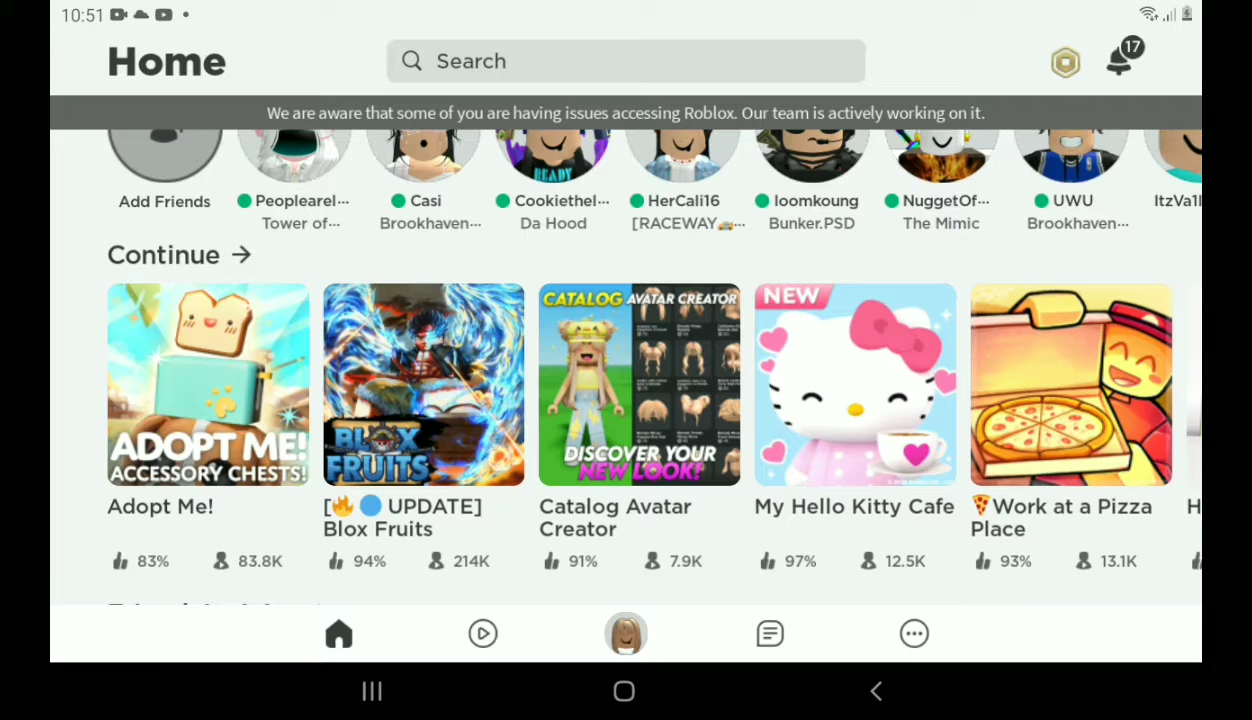 10:51
Home
Search
17
We are aware that some of you are having issues accessing Roblox. Our team is actively working on it.
READY
Add Friends
Peoplearel...
Casi
Cookiethel...
HerCali16
loomkoung
NuggetOf...
UWU
Tower of...
Brookhaven...
Da Hood
[RACEWAY🚕...
Bunker.PSD
The Mimic
Brookhaven...
Continue →
ADOPT ME!
ACCESSORY CHESTS!
BLOX
FRUITS
CATALOG AVATAR CREATOR
DISCOVER YOUR
NEW LOOK!
NEW
Adopt Me!
[🔥🔵 UPDATE]
Blox Fruits
Catalog Avatar
Creator
My Hello Kitty Cafe
🍕Work at a Pizza
Place
H
83% 83.8K
94% 214K
91% 7.9K
97% 12.5K
93% 13.1K